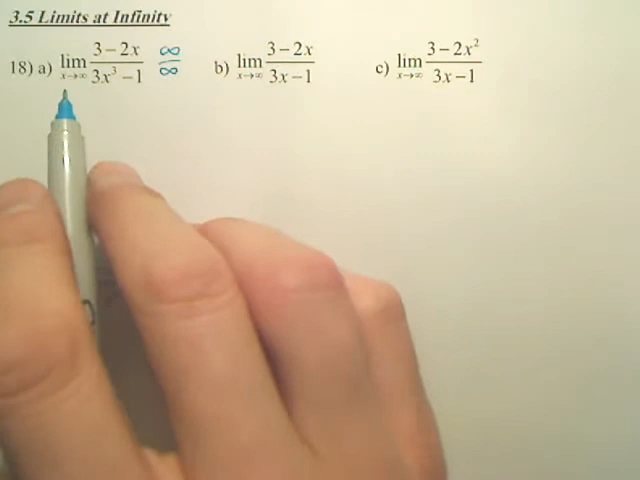 3.5 Limits at Infinity
18) a) lim x→∞ (3−2x)/(3x³−1) ∞/∞ b) lim x→∞ (3−2x)/(3x−1) c) lim x→∞ (3−2x²)/(3x−1)